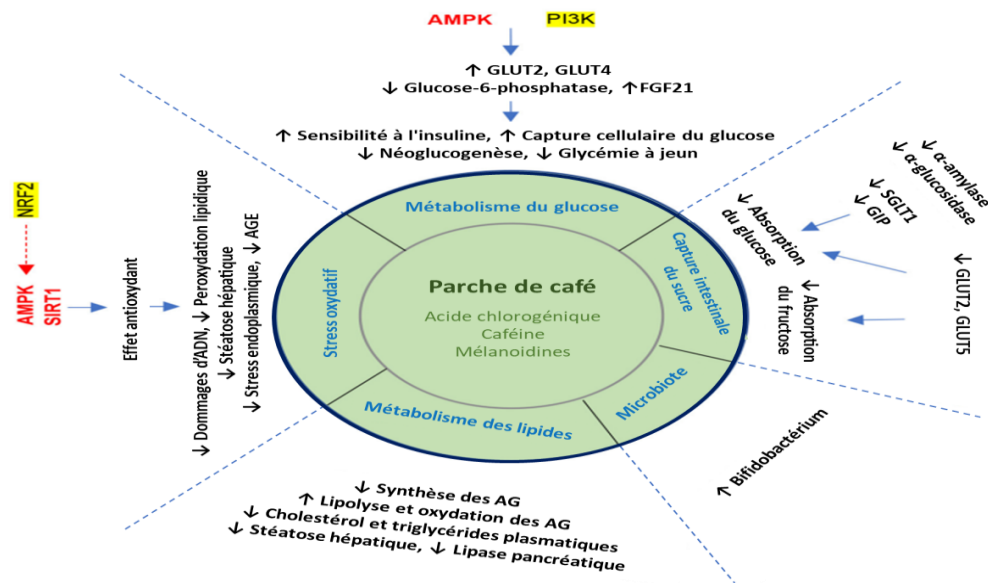 AMPK PI3K
↑ GLUT2, GLUT4
↓ Glucose-6-phosphatase, ↑FGF21
↑ Sensibilité à l'insuline, ↑ Capture cellulaire du glucose
↓ Néoglucogenèse, ↓ Glycémie à jeun
Métabolisme du glucose
↓ α-amylase
↓ α-glucosidase
↓ SGLT1
↓ GIP
↓ Absorption
du glucose
↓ GLUT2, GLUT5
↓ Absorption
du fructose
Capture intestinale
du sucre
NRF2
AMPK
SIRT1
Effet antioxydant
↓ Dommages d'ADN, ↓ Peroxydation lipidique
↓ Stéatose hépatique
↓ Stress endoplasmique, ↓ AGE
Stress oxydatif
Parche de café
Acide chlorogénique
Caféine
Mélanoidines
Microbiote
↑ Bifidobactérium
Métabolisme des lipides
↓ Synthèse des AG
↑ Lipolyse et oxydation des AG
↓ Cholestérol et triglycérides plasmatiques
↓ Stéatose hépatique, ↓ Lipase pancréatique